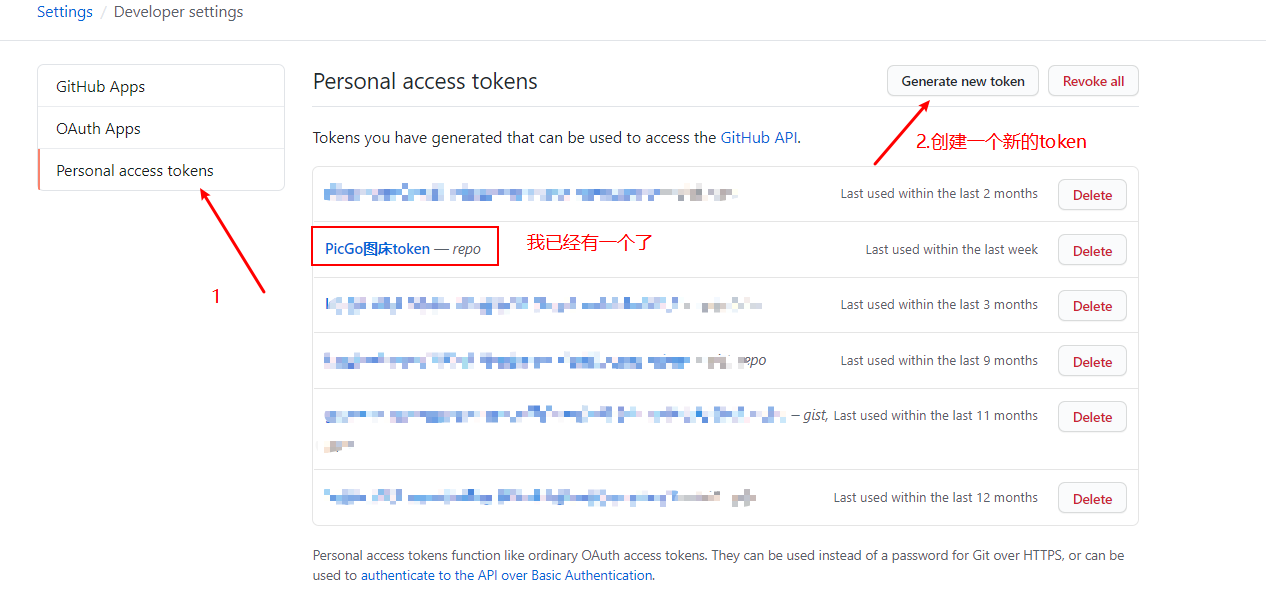 Settings / Developer settings
GitHub Apps
OAuth Apps
Personal access tokens
1
Personal access tokens
Generate new token
Revoke all
Tokens you have generated that can be used to access the GitHub API.
2.创建一个新的token
Last used within the last 2 months
Delete
PicGo图床token — repo
我已经有一个了
Last used within the last week
Delete
Last used within the last 3 months
Delete
Last used within the last 9 months
Delete
– gist, Last used within the last 11 months
Delete
Last used within the last 12 months
Delete
Personal access tokens function like ordinary OAuth access tokens. They can be used instead of a password for Git over HTTPS, or can be
used to authenticate to the API over Basic Authentication.